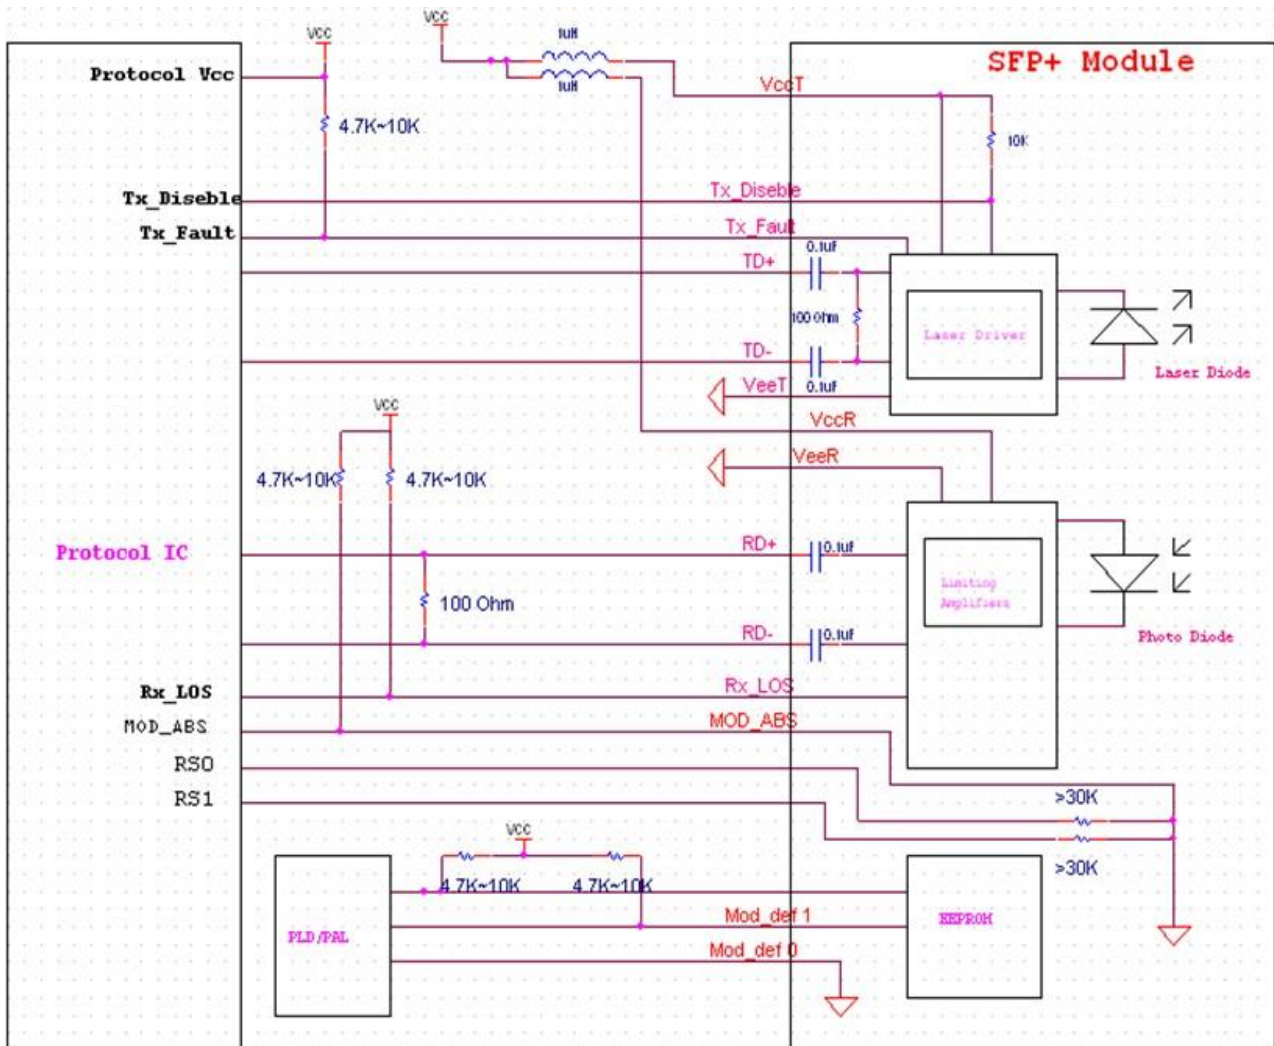 VCC
VCC
1uH
SFP+ Module
Protocol Vcc
1uH
VccT
4.7K~10K
10K
Tx_Diseble
Tx_Diseble
Tx_Fault
Tx_Fault
0.1uF
TD+
100 Ohm
Laser Driver
TD-
Laser Diode
VeeT
0.1uF
VCC
VccR
VeeR
4.7K~10K
4.7K~10K
Protocol IC
RD+
0.1uF
Limiting
Amplifiers
100 Ohm
RD-
0.1uF
Photo Diode
Rx_LOS
Rx_LOS
MOD_ABS
MOD_ABS
RS0
RS1
>30K
VCC
>30K
4.7K~10K
4.7K~10K
Mod_def 1
EEPROM
PLD/PAL
Mod_def 0